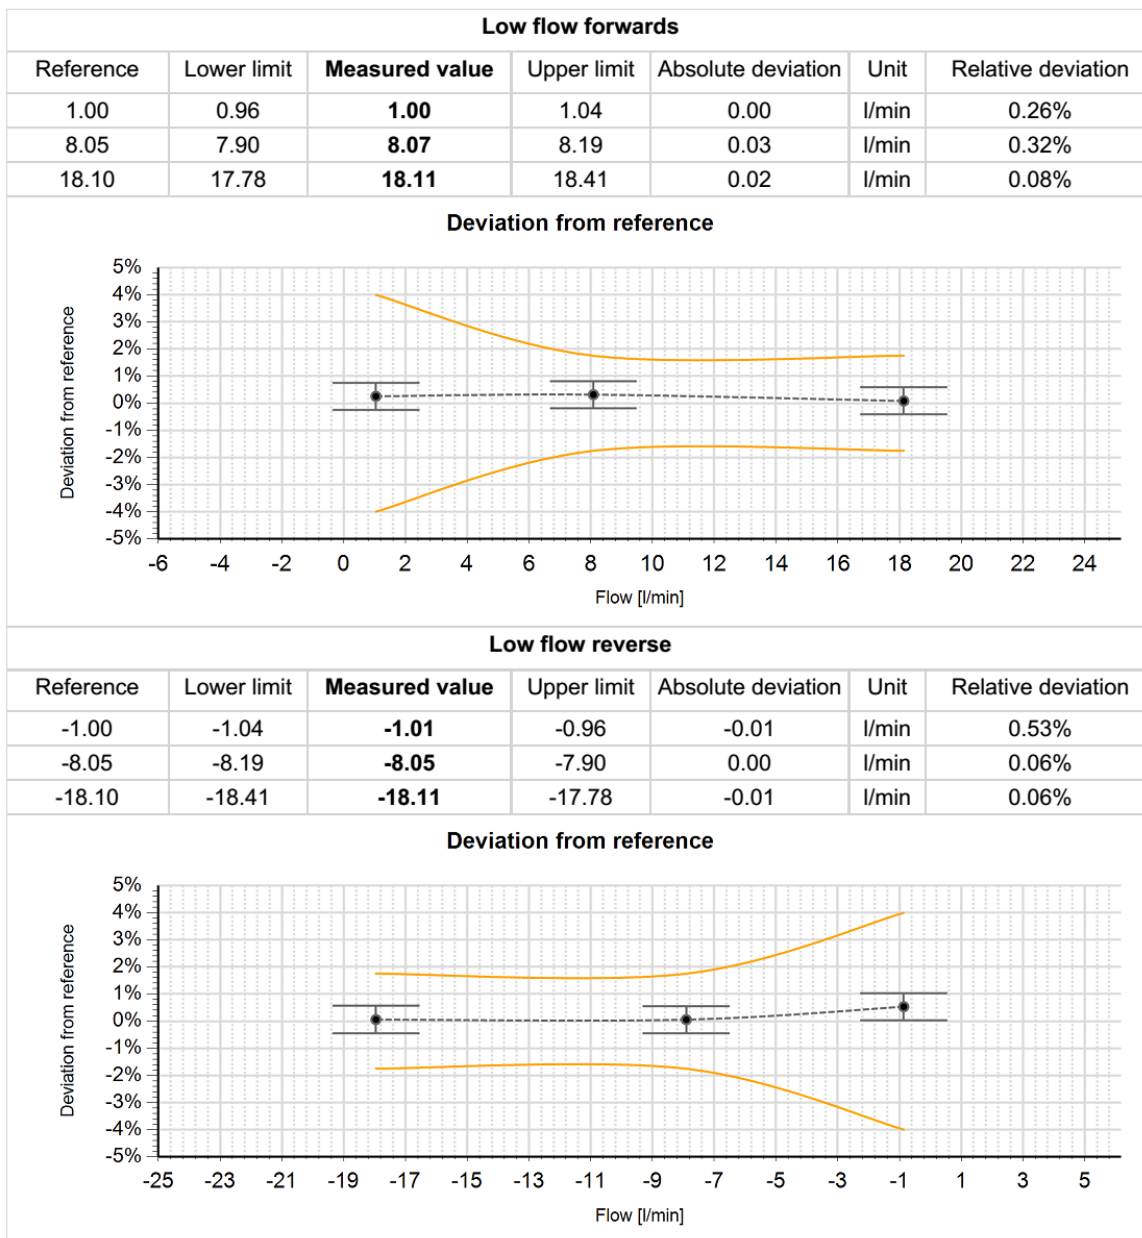 Low flow forwards
Reference Lower limit Measured value Upper limit Absolute deviation Unit Relative deviation
1.00 0.96 1.00 1.04 0.00 l/min 0.26%
8.05 7.90 8.07 8.19 0.03 l/min 0.32%
18.10 17.78 18.11 18.41 0.02 l/min 0.08%
Deviation from reference
5%
4%
3%
2%
1%
0%
-1%
-2%
-3%
-4%
-5%
Deviation from reference
-6 -4 -2 0 2 4 6 8 10 12 14 16 18 20 22 24
Flow [l/min]
Low flow reverse
Reference Lower limit Measured value Upper limit Absolute deviation Unit Relative deviation
-1.00 -1.04 -1.01 -0.96 -0.01 l/min 0.53%
-8.05 -8.19 -8.05 -7.90 0.00 l/min 0.06%
-18.10 -18.41 -18.11 -17.78 -0.01 l/min 0.06%
Deviation from reference
5%
4%
3%
2%
1%
0%
-1%
-2%
-3%
-4%
-5%
Deviation from reference
-25 -23 -21 -19 -17 -15 -13 -11 -9 -7 -5 -3 -1 1 3 5
Flow [l/min]